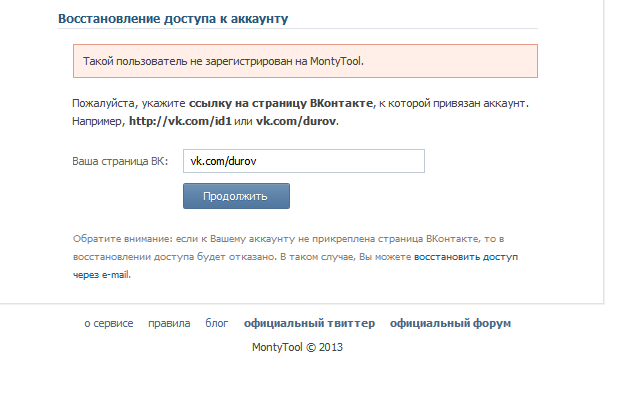 Восстановление доступа к аккаунту
Такой пользователь не зарегистрирован на MontyTool.
Пожалуйста, укажите ссылку на страницу ВКонтакте, к которой привязан аккаунт.
Например, http://vk.com/id1 или vk.com/durov.
Ваша страница ВК: vk.com/durov
Продолжить
Обратите внимание: если к Вашему аккаунту не прикреплена страница ВКонтакте, то в
восстановлении доступа будет отказано. В таком случае, Вы можете восстановить доступ
через e-mail.
о сервисе правила блог официальный твиттер официальный форум
MontyTool © 2013